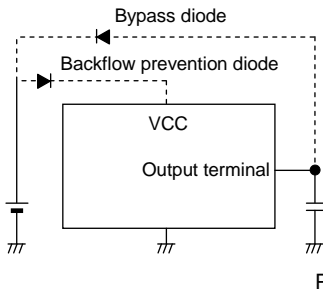 Bypass diode
Backflow prevention diode
VCC
Output terminal